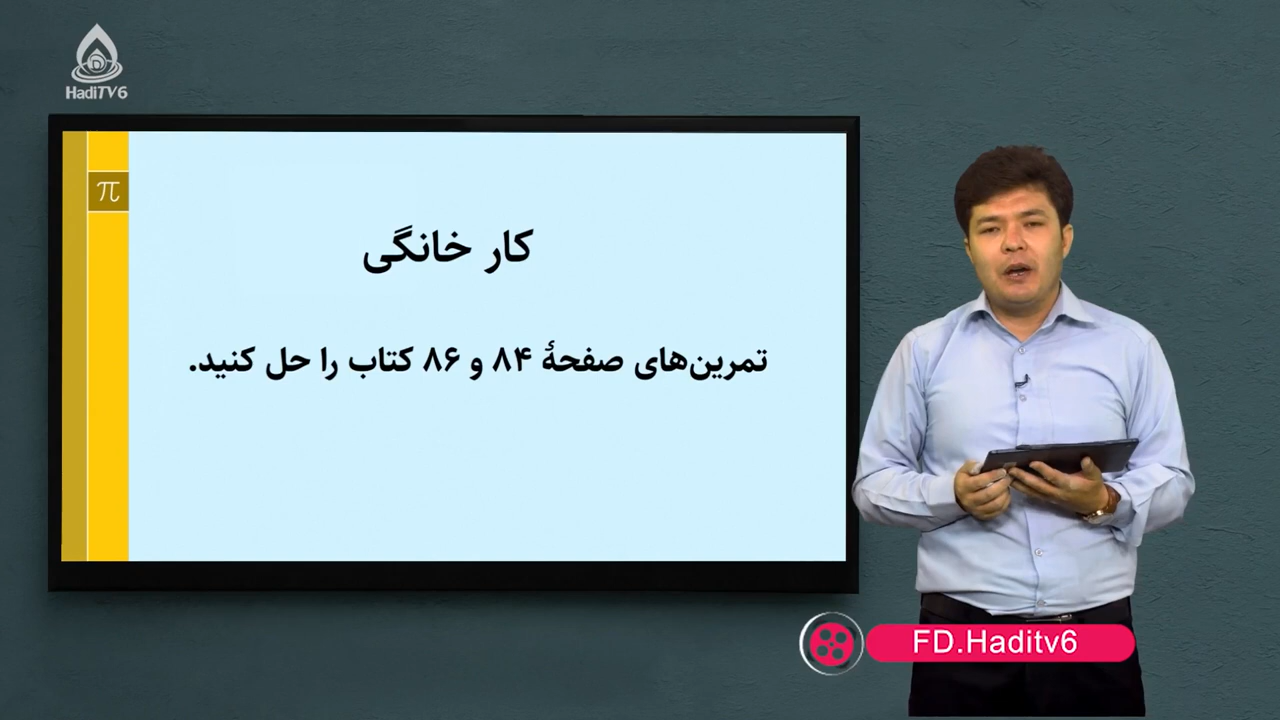 HadiTV6
π
کار خانگی
تمرین‌های صفحهٔ ۸۴ و ۸۶ کتاب را حل کنید.
FD.Haditv6